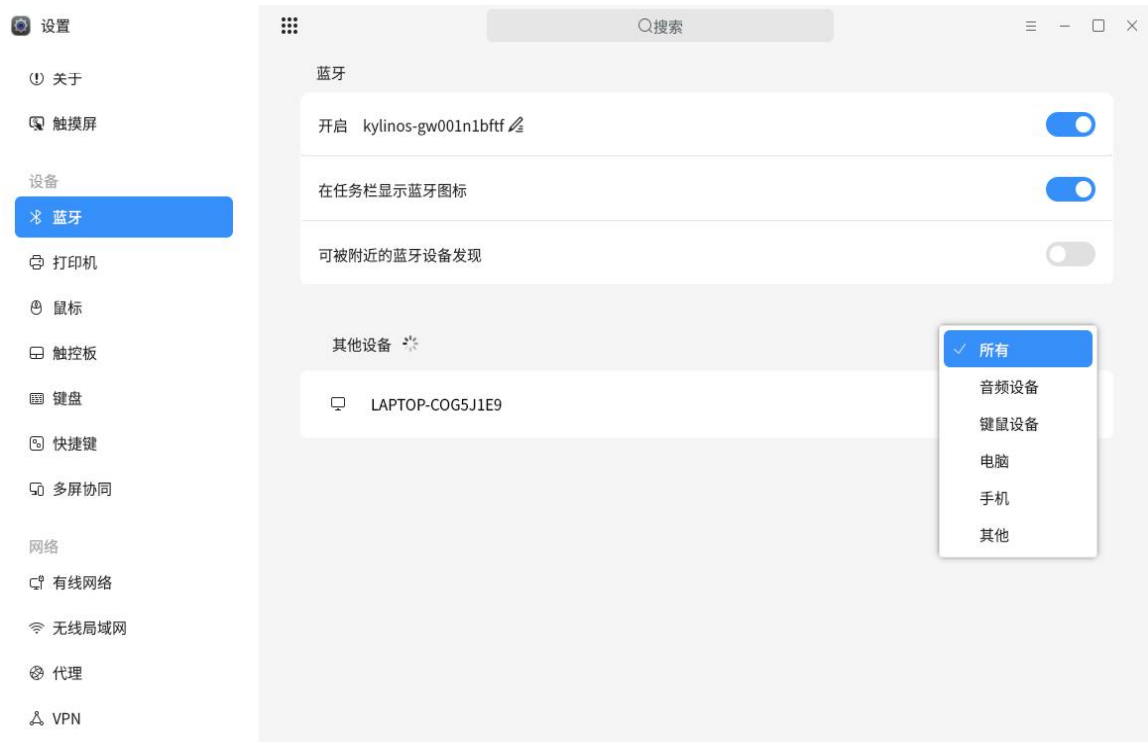 设置
搜索
关于
触摸屏
设备
蓝牙
打印机
鼠标
触控板
键盘
快捷键
多屏协同
网络
有线网络
无线局域网
代理
VPN
蓝牙
开启 kylinos-gw001n1bftf
在任务栏显示蓝牙图标
可被附近的蓝牙设备发现
其他设备
LAPTOP-COG5J1E9
所有
音频设备
键鼠设备
电脑
手机
其他